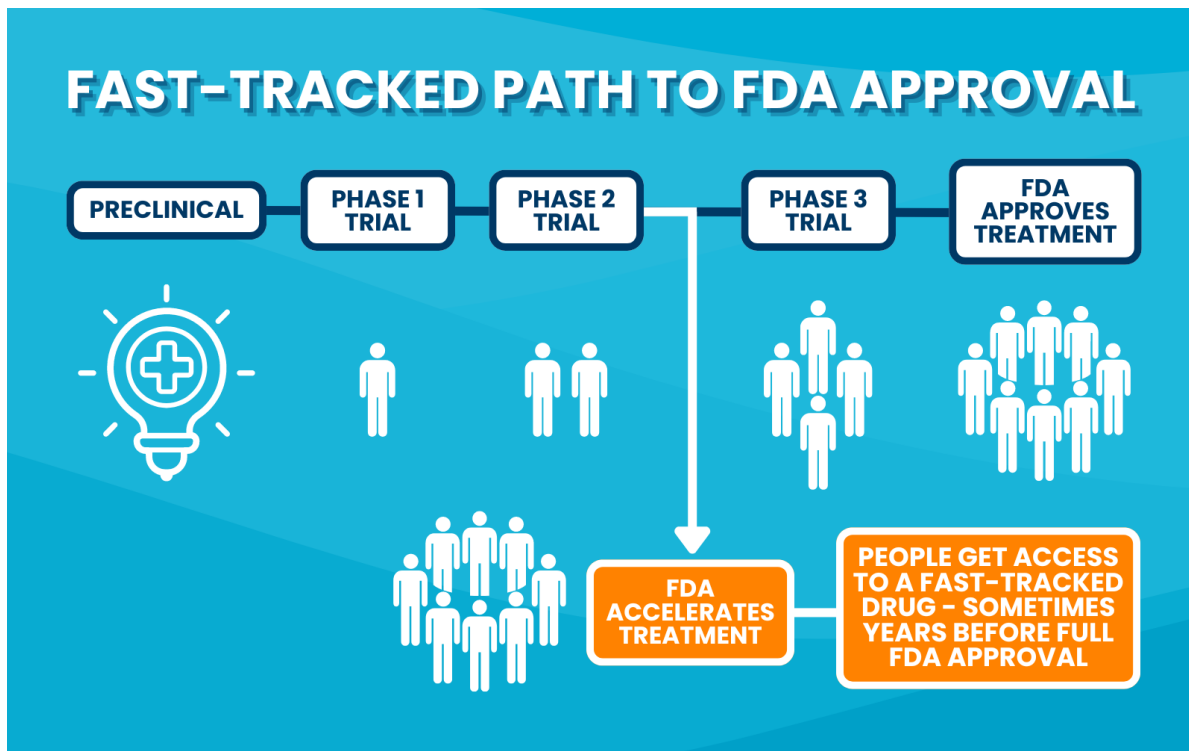 FAST-TRACKED PATH TO FDA APPROVAL
PRECLINICAL
PHASE 1
TRIAL
PHASE 2
TRIAL
PHASE 3
TRIAL
FDA
APPROVES
TREATMENT
FDA
ACCELERATES
TREATMENT
PEOPLE GET ACCESS
TO A FAST-TRACKED
DRUG - SOMETIMES
YEARS BEFORE FULL
FDA APPROVAL